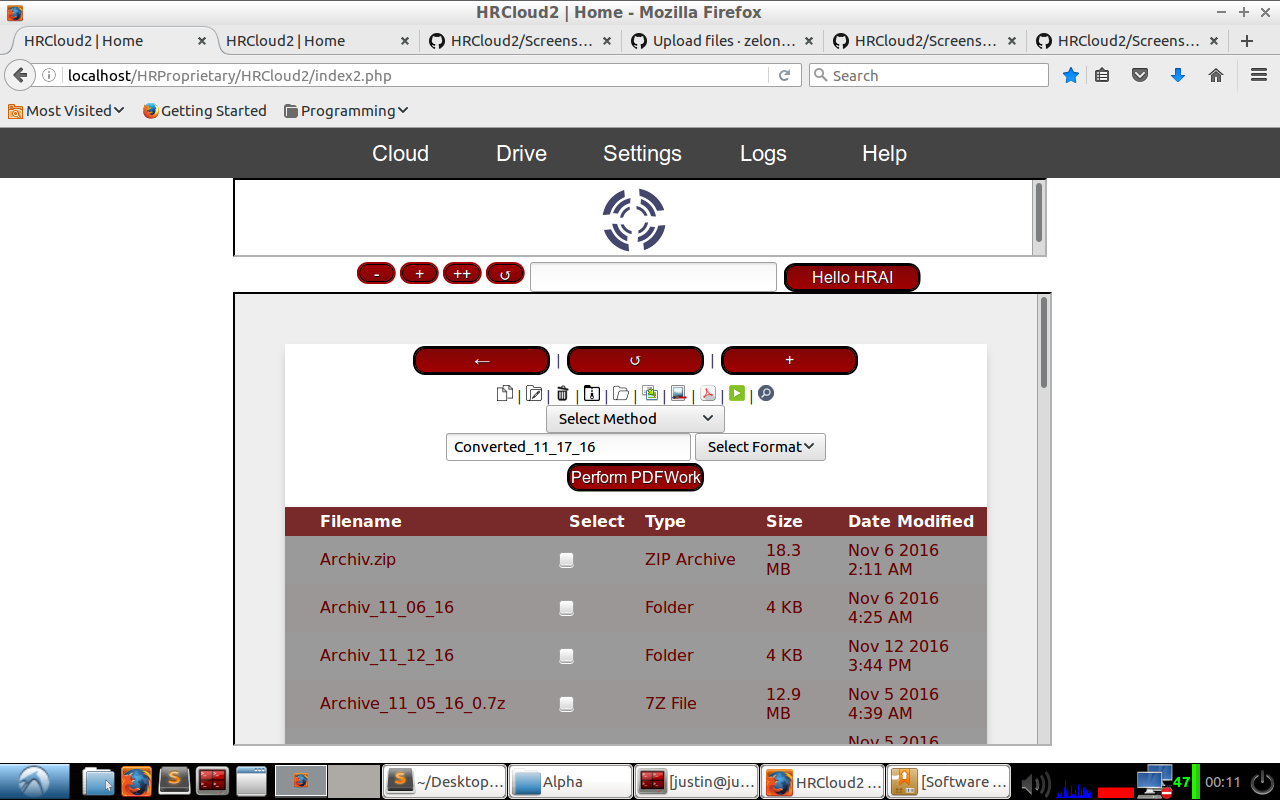 HRCloud2 | Home - Mozilla Firefox
HRCloud2 | Home HRCloud2 | Home HRCloud2/Screens... Upload files · zelon... HRCloud2/Screens... HRCloud2/Screens...
localhost/HRProprietary/HRCloud2/index2.php Search
Most Visited Getting Started Programming
Cloud Drive Settings Logs Help
- + ++ ↺ Hello HRAI
← | ↺ | +
| | | | | | | | |
Select Method
Converted_11_17_16 Select Format
Perform PDFWork
Filename Select Type Size Date Modified
Archiv.zip ZIP Archive 18.3 MB Nov 6 2016 2:11 AM
Archiv_11_06_16 Folder 4 KB Nov 6 2016 4:25 AM
Archiv_11_12_16 Folder 4 KB Nov 12 2016 3:44 PM
Archive_11_05_16_0.7z 7Z File 12.9 MB Nov 5 2016 4:39 AM
Nov 5 2016
~/Desktop... Alpha [justin@ju... HRCloud2 ... [Software ... 47 00:11